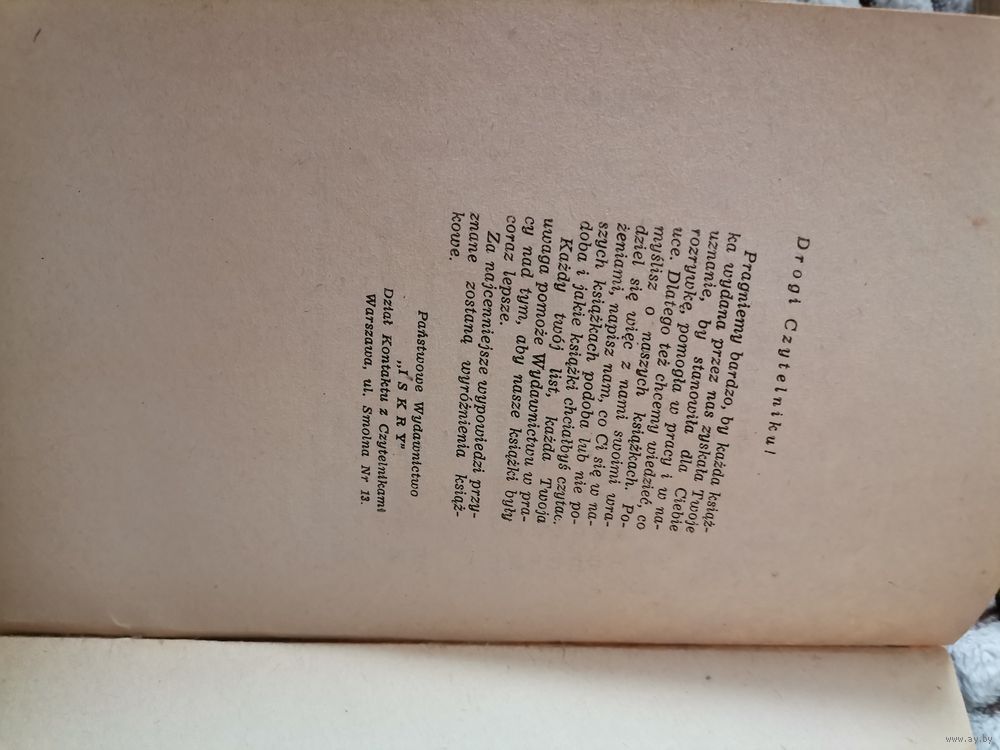 Drogi Czytelniku!
Pragniemy bardzo, by każda książ-
ka wydana przez nas zyskała Twoje
uznanie, by stanowiła dla Ciebie
rozrywkę, pomogła w pracy i w na-
uce. Dlatego też chcemy wiedzieć, co
myślisz o naszych książkach. Po-
dziel się więc z nami swoimi wra-
żeniami, napisz nam, co Ci się w na-
szych książkach podoba lub nie po-
doba i jakie książki chciałbyś czytać.
Każdy twój list, każda Twoja
uwaga pomoże Wydawnictwu w pra-
cy nad tym, aby nasze książki były
coraz lepsze.
Za najcenniejsze wypowiedzi przy-
znane zostaną wyróżnienia książ-
kowe.
Państwowe Wydawnictwo
„ISKRY"
Dział Kontaktu z Czytelnikami
Warszawa, ul. Smolna Nr 13.
www.ay.by